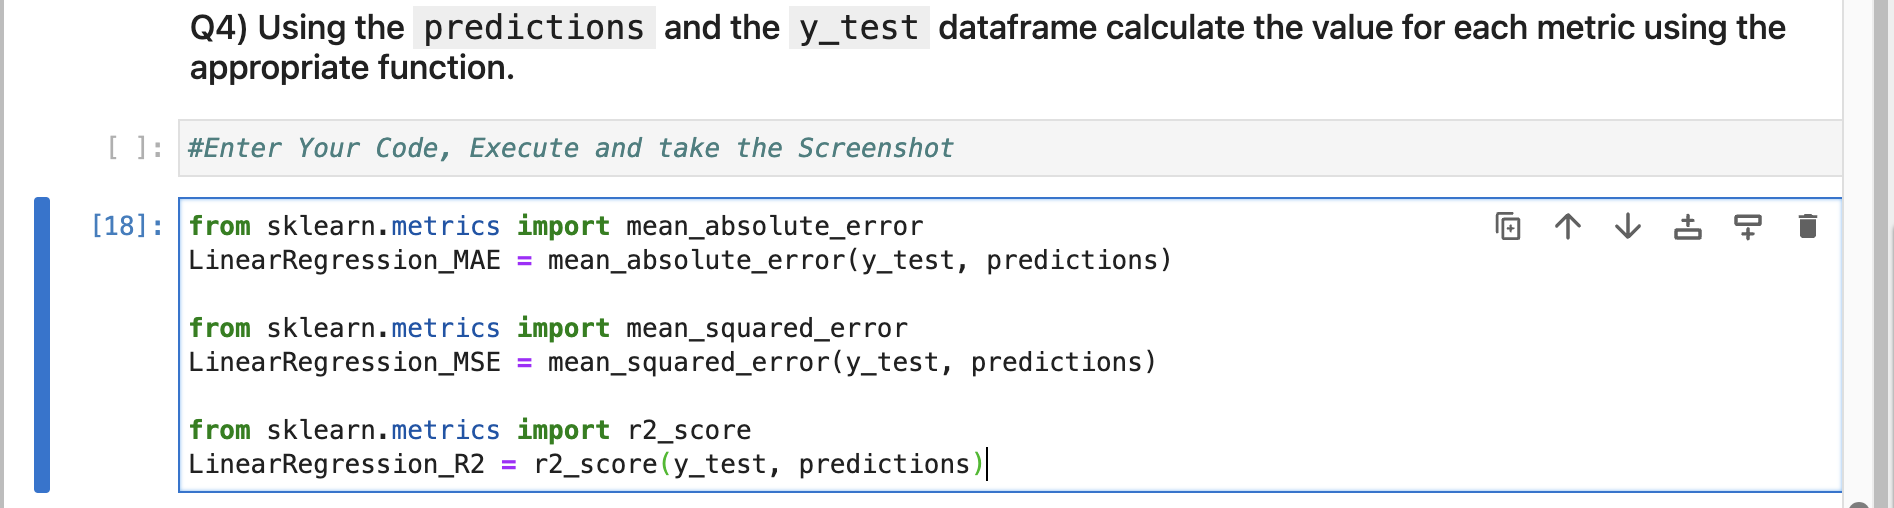 Q4) Using the predictions and the y_test dataframe calculate the value for each metric using the
appropriate function.
[ ]: #Enter Your Code, Execute and take the Screenshot
[18]: from sklearn.metrics import mean_absolute_error
LinearRegression_MAE = mean_absolute_error(y_test, predictions)
from sklearn.metrics import mean_squared_error
LinearRegression_MSE = mean_squared_error(y_test, predictions)
from sklearn.metrics import r2_score
LinearRegression_R2 = r2_score(y_test, predictions)